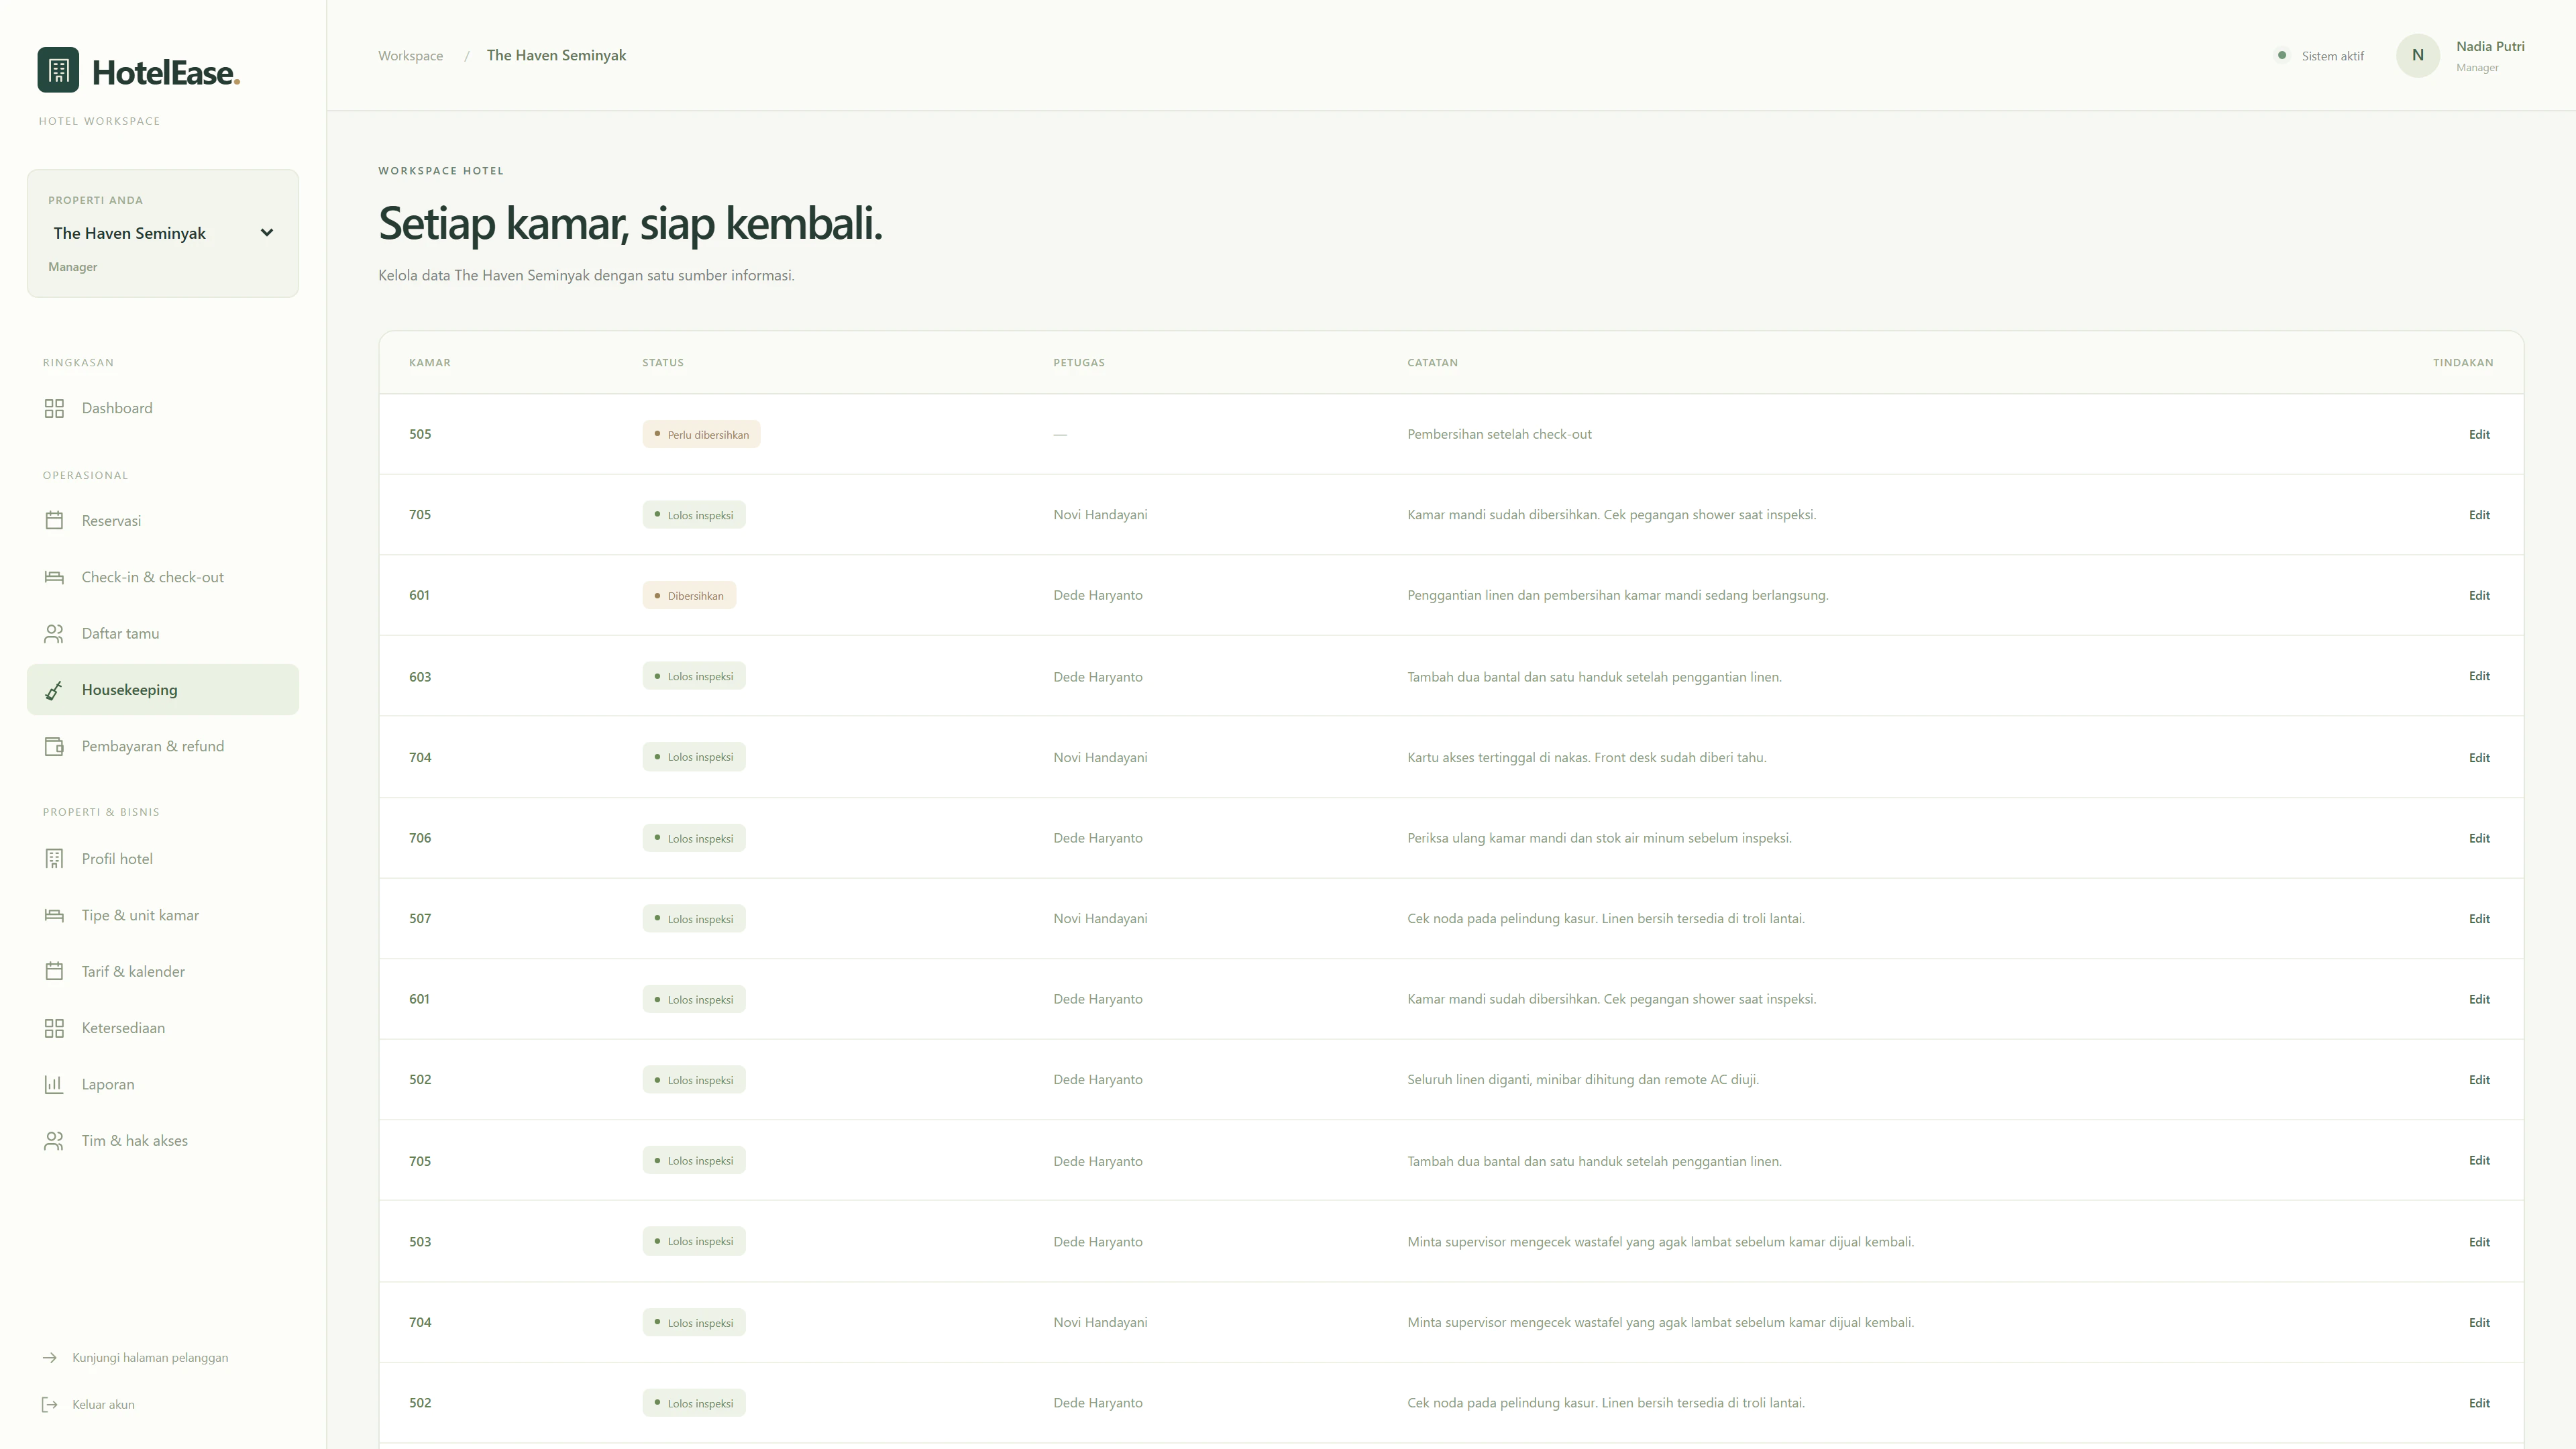 HotelEase.
HOTEL WORKSPACE
PROPERTI ANDA
The Haven Seminyak
Manager
RINGKASAN
Dashboard
OPERASIONAL
Reservasi
Check-in & check-out
Daftar tamu
Housekeeping
Pembayaran & refund
PROPERTI & BISNIS
Profil hotel
Tipe & unit kamar
Tarif & kalender
Ketersediaan
Laporan
Tim & hak akses
Kunjungi halaman pelanggan
Keluar akun
Workspace / The Haven Seminyak
Sistem aktif
N
Nadia Putri
Manager
WORKSPACE HOTEL
Setiap kamar, siap kembali.
Kelola data The Haven Seminyak dengan satu sumber informasi.
KAMAR STATUS PETUGAS CATATAN TINDAKAN
505 Perlu dibersihkan — Pembersihan setelah check-out Edit
705 Lolos inspeksi Novi Handayani Kamar mandi sudah dibersihkan. Cek pegangan shower saat inspeksi. Edit
601 Dibersihkan Dede Haryanto Penggantian linen dan pembersihan kamar mandi sedang berlangsung. Edit
603 Lolos inspeksi Dede Haryanto Tambah dua bantal dan satu handuk setelah penggantian linen. Edit
704 Lolos inspeksi Novi Handayani Kartu akses tertinggal di nakas. Front desk sudah diberi tahu. Edit
706 Lolos inspeksi Dede Haryanto Periksa ulang kamar mandi dan stok air minum sebelum inspeksi. Edit
507 Lolos inspeksi Novi Handayani Cek noda pada pelindung kasur. Linen bersih tersedia di troli lantai. Edit
601 Lolos inspeksi Dede Haryanto Kamar mandi sudah dibersihkan. Cek pegangan shower saat inspeksi. Edit
502 Lolos inspeksi Dede Haryanto Seluruh linen diganti, minibar dihitung dan remote AC diuji. Edit
705 Lolos inspeksi Dede Haryanto Tambah dua bantal dan satu handuk setelah penggantian linen. Edit
503 Lolos inspeksi Dede Haryanto Minta supervisor mengecek wastafel yang agak lambat sebelum kamar dijual kembali. Edit
704 Lolos inspeksi Novi Handayani Minta supervisor mengecek wastafel yang agak lambat sebelum kamar dijual kembali. Edit
502 Lolos inspeksi Dede Haryanto Cek noda pada pelindung kasur. Linen bersih tersedia di troli lantai. Edit